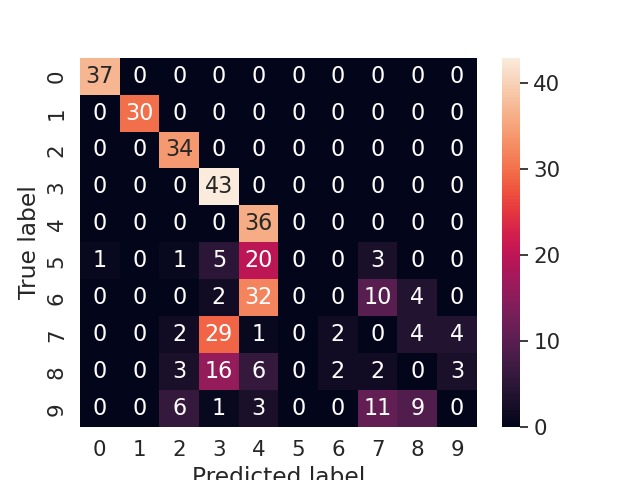 0 37 0 0 0 0 0 0 0 0 0
1 0 30 0 0 0 0 0 0 0 0
2 0 0 34 0 0 0 0 0 0 0
3 0 0 0 43 0 0 0 0 0 0
4 0 0 0 0 36 0 0 0 0 0
5 1 0 1 5 20 0 0 3 0 0
6 0 0 0 2 32 0 0 10 4 0
7 0 0 2 29 1 0 2 0 4 4
8 0 0 3 16 6 0 2 2 0 3
9 0 0 6 1 3 0 0 11 9 0
0 1 2 3 4 5 6 7 8 9
True label
Predicted label
40
30
20
10
0